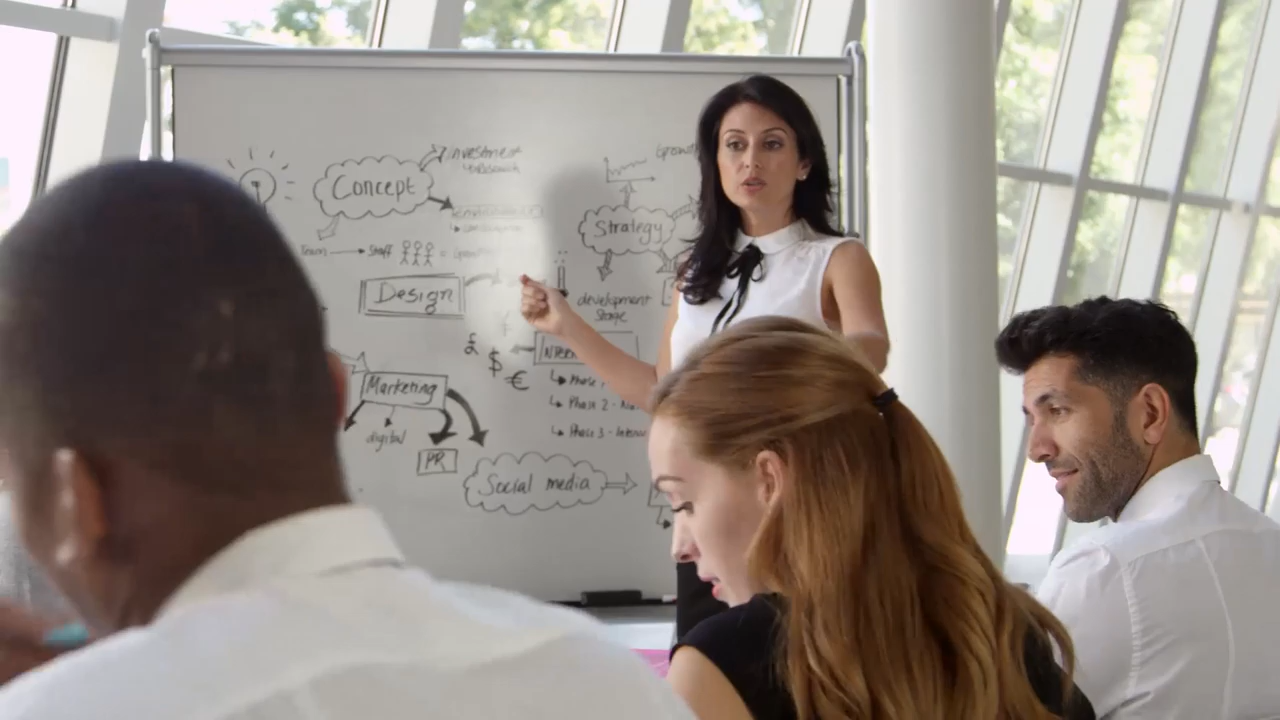 Concept
Investment
Growth
Strategy
Team
Staff
=
Design
development
Stage
£
$
€
Marketing
Phase
Phase 2 -
digital
Phase 3 -
PR
Social media